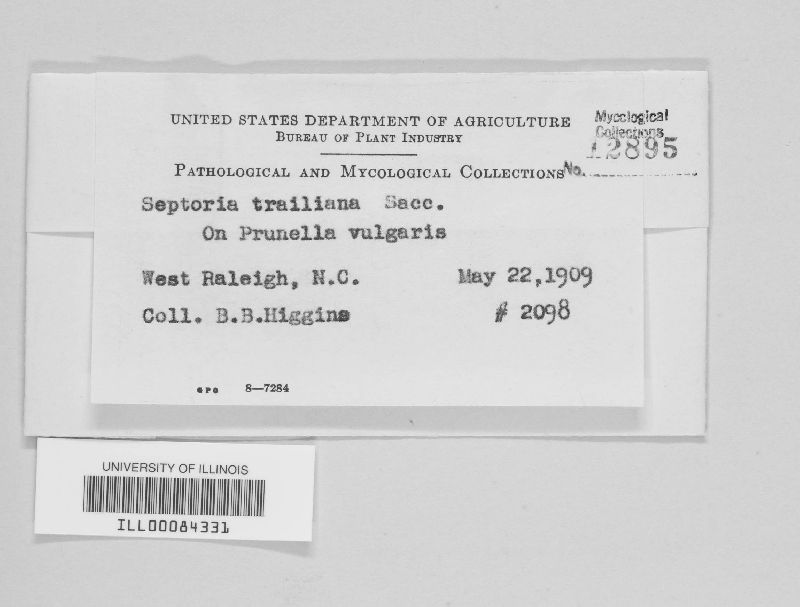 UNITED STATES DEPARTMENT OF AGRICULTURE
BUREAU OF PLANT INDUSTRY
Mycological
Collections
12895
PATHOLOGICAL AND MYCOLOGICAL COLLECTIONS No.
Septoria trailiana Sacc.
On Prunella vulgaris
West Raleigh, N.C. May 22,1909
Coll. B.B.Higgins # 2098
GPO 8—7284
UNIVERSITY OF ILLINOIS
ILL00084331